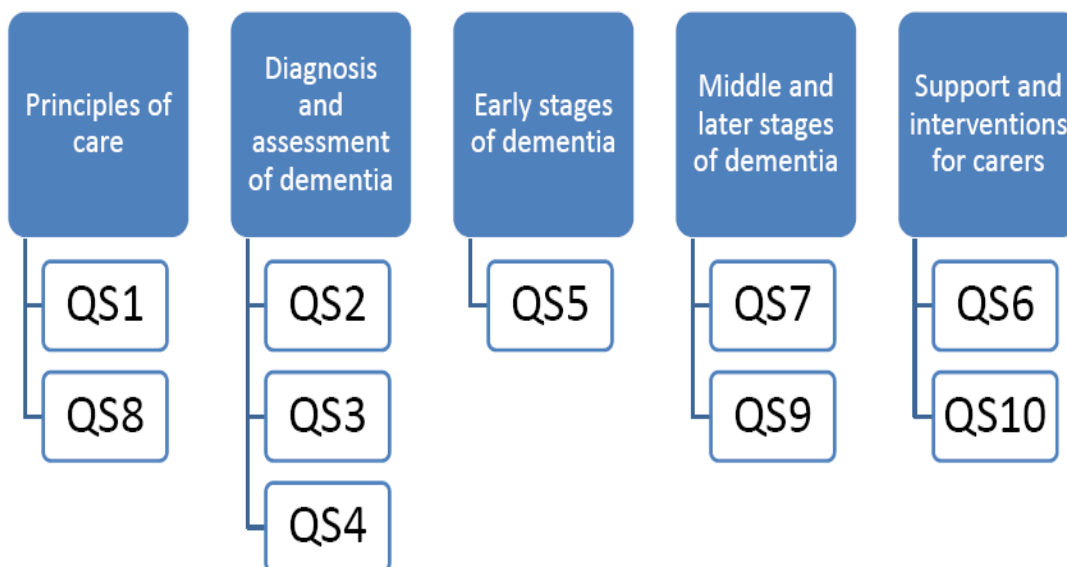 Principles of
care
QS1
QS8
Diagnosis
and
assessment
of dementia
QS2
QS3
QS4
Early stages
of dementia
QS5
Middle and
later stages
of dementia
QS7
QS9
Support and
interventions
for carers
QS6
QS10